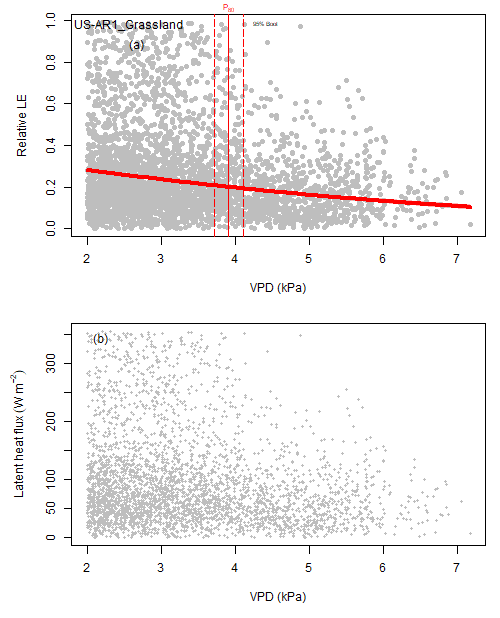 P80
US-AR1_Grassland
95% Boot
(a)
1.0
0.8
0.6
0.4
0.2
0.0
Relative LE
2 3 4 5 6 7
VPD (kPa)
(b)
300
200
100
50
0
Latent heat flux (W m−2)
2 3 4 5 6 7
VPD (kPa)